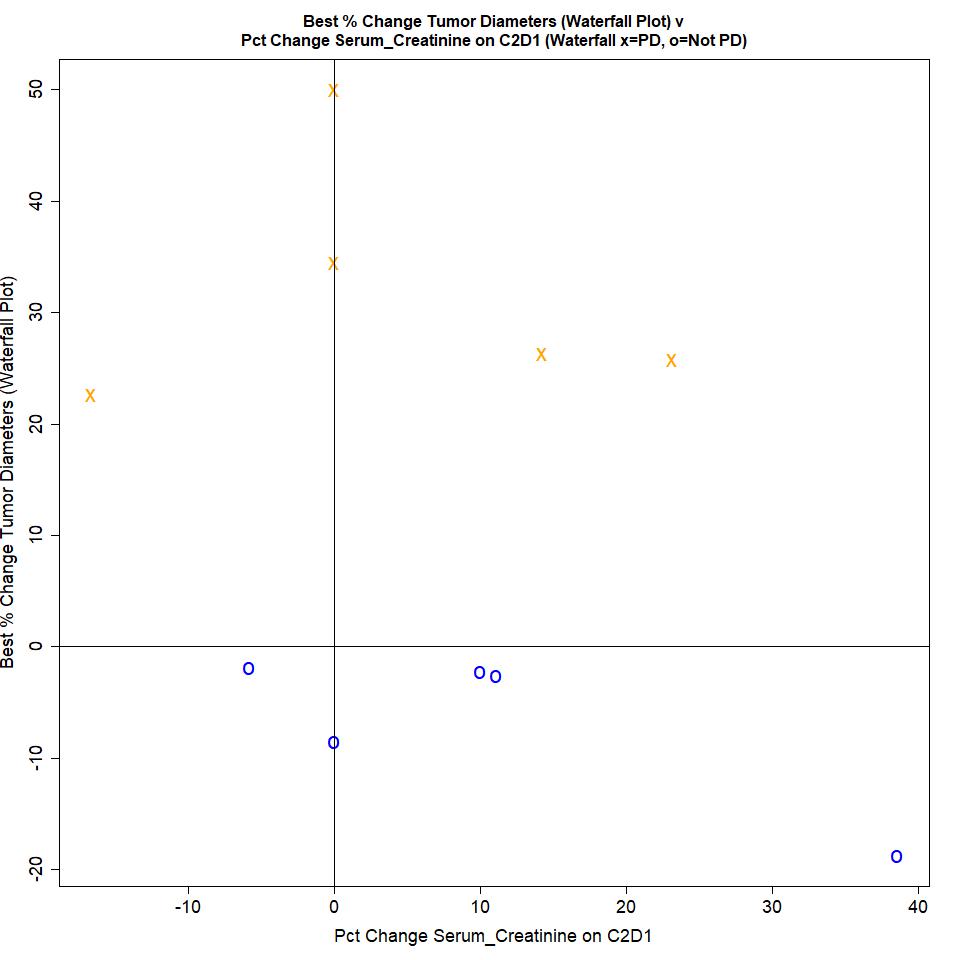 Best % Change Tumor Diameters (Waterfall Plot) v
Pct Change Serum_Creatinine on C2D1 (Waterfall x=PD, o=Not PD)
Best % Change Tumor Diameters (Waterfall Plot)
50
40
30
20
10
0
-10
-20
X
X
X
X
X
O
O
O
O
O
-10 0 10 20 30 40
Pct Change Serum_Creatinine on C2D1